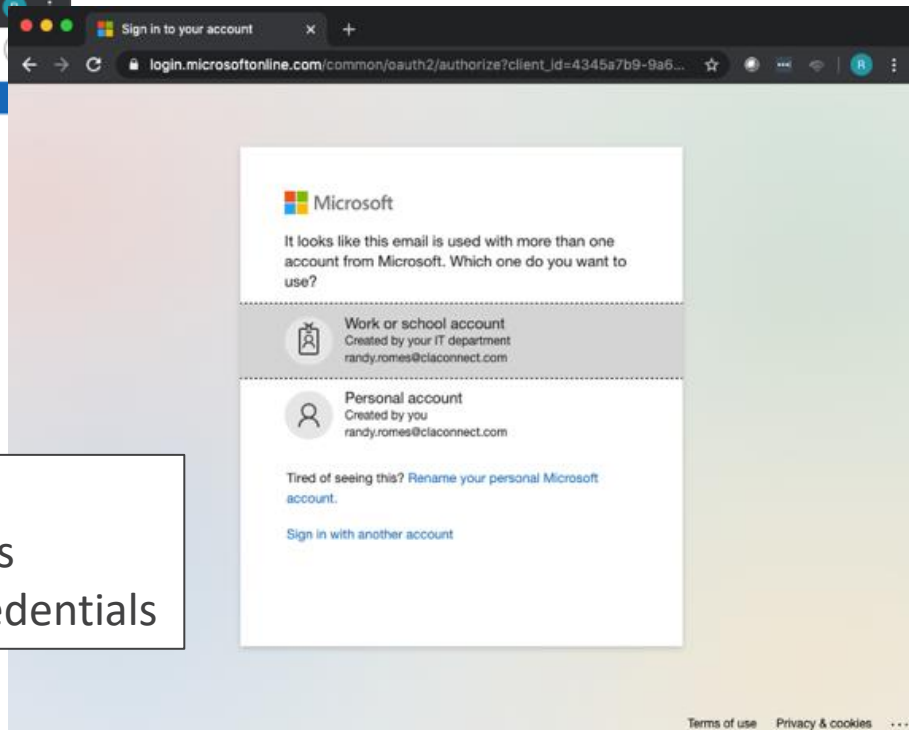 R
Sign in to your account
login.microsoftonline.com/common/oauth2/authorize?client_id=4345a7b9-9a6...
R
Microsoft
It looks like this email is used with more than one
account from Microsoft. Which one do you want to
use?
Work or school account
Created by your IT department
randy.romes@claconnect.com
Personal account
Created by you
randy.romes@claconnect.com
Tired of seeing this? Rename your personal Microsoft
account.
Sign in with another account
s
edentials
Terms of use Privacy & cookies ...